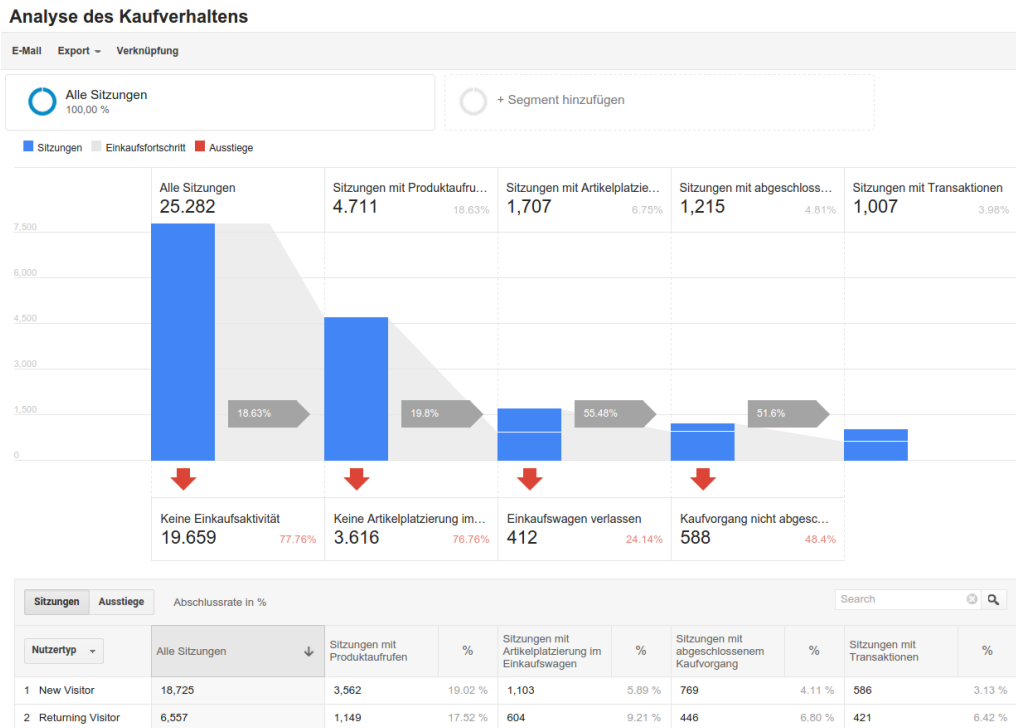 Analyse des Kaufverhaltens
E-Mail Export Verknüpfung
Alle Sitzungen
100,00 %
+ Segment hinzufügen
Sitzungen Einkaufsfortschritt Ausstiege
Alle Sitzungen Sitzungen mit Produktaufru... Sitzungen mit Artikelplatzie... Sitzungen mit abgeschloss... Sitzungen mit Transaktionen
25.282 4.711 18.63% 1,707 6.75% 1,215 4.81% 1,007 3.98%
7,500
6,000
4,500
3,000
1,500
18.63% 19.8% 55.48% 51.6%
0
Keine Einkaufsaktivität Keine Artikelplatzierung im... Einkaufswagen verlassen Kaufvorgang nicht abgesc...
19.659 77.76% 3.616 76.76% 412 24.14% 588 48.4%
Sitzungen Ausstiege Abschlussrate in % Search
Nutzertyp Alle Sitzungen Sitzungen mit Produktaufrufen % Sitzungen mit Artikelplatzierung im Einkaufswagen % Sitzungen mit abgeschlossenem Kaufvorgang % Sitzungen mit Transaktionen %
1 New Visitor 18,725 3,562 19.02 % 1,103 5.89 % 769 4.11 % 586 3.13 %
2 Returning Visitor 6,557 1,149 17.52 % 604 9.21 % 446 6.80 % 421 6.42 %